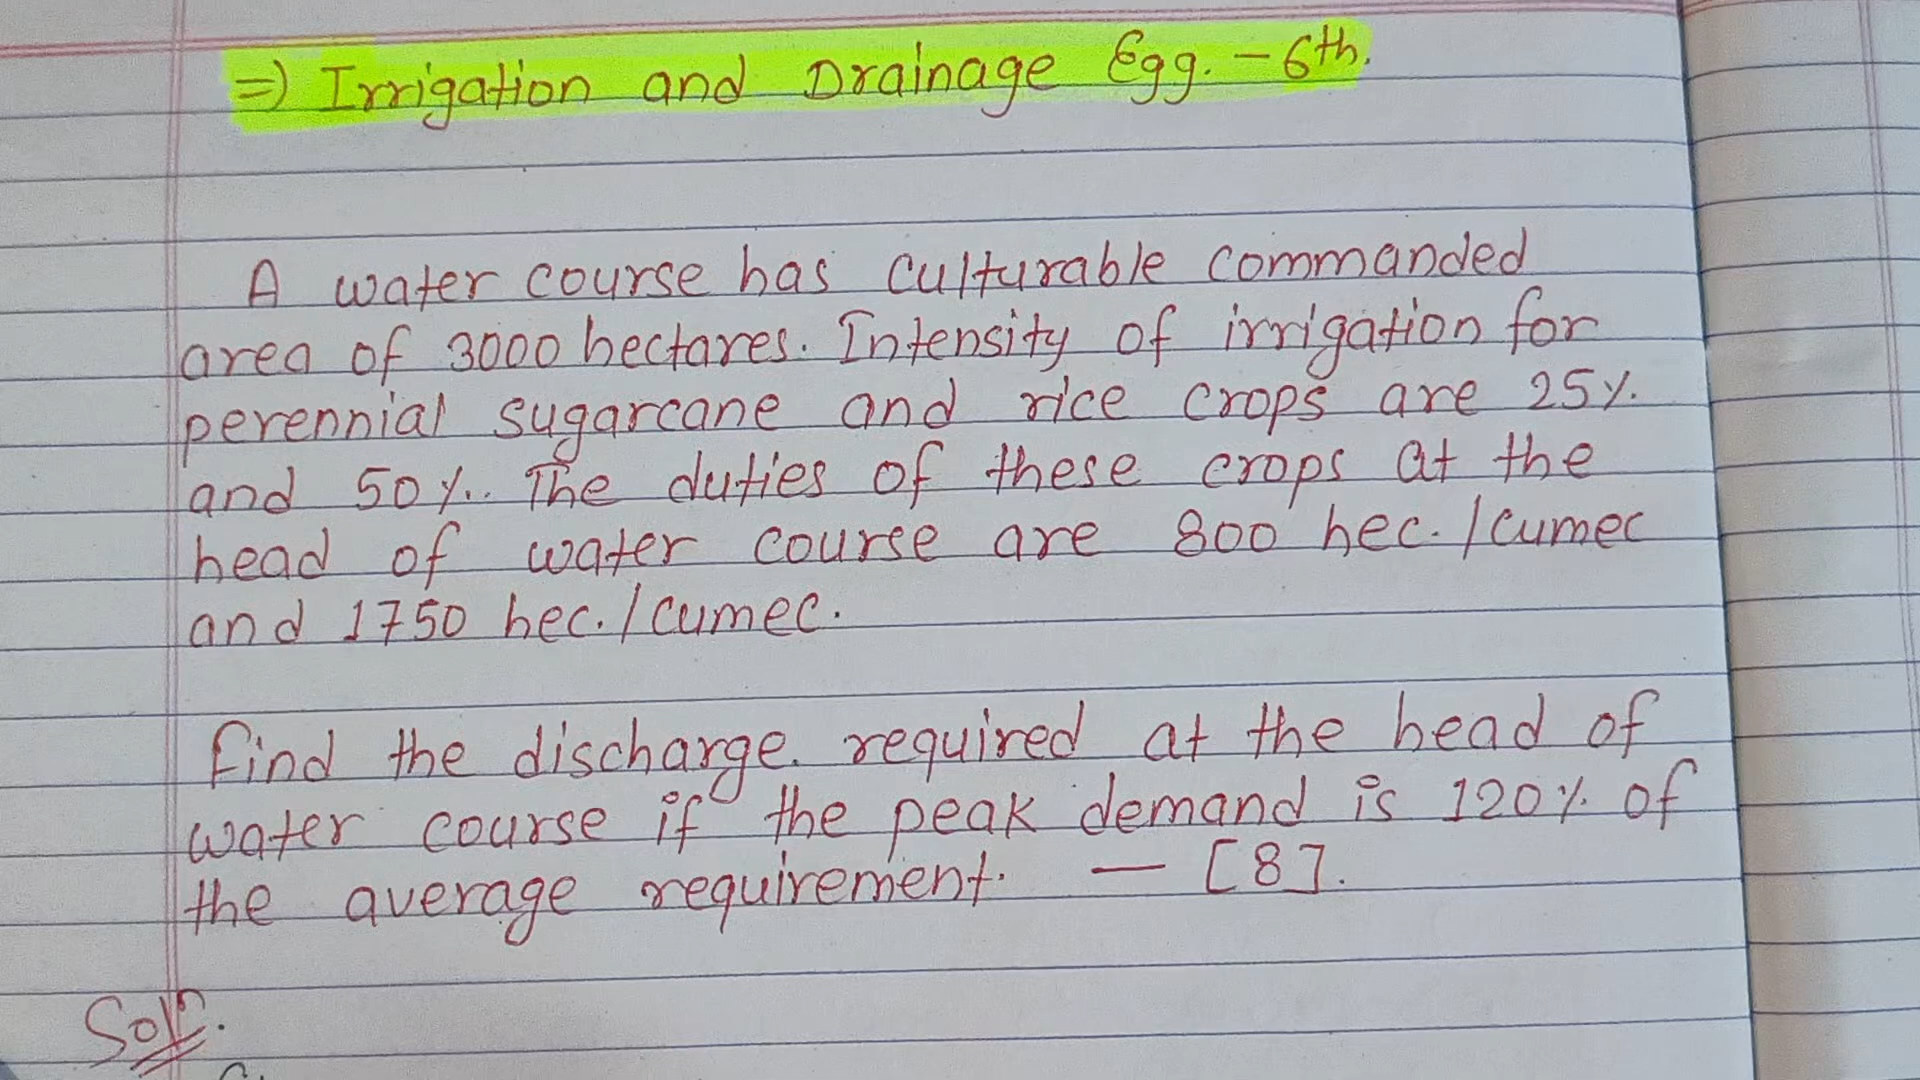 =) Irrigation and Drainage Egg. - 6th.
A water course has culturable commanded
area of 3000 hectares. Intensity of irrigation for
perennial sugarcane and rice crops are 25%.
and 50%.. The duties of these crops at the
head of water course are 800 hec./cumec
and 1750 hec./cumec.
find the discharge. required at the head of
water course if the peak demand is 120% of
the average requirement. - [8].
Soln.